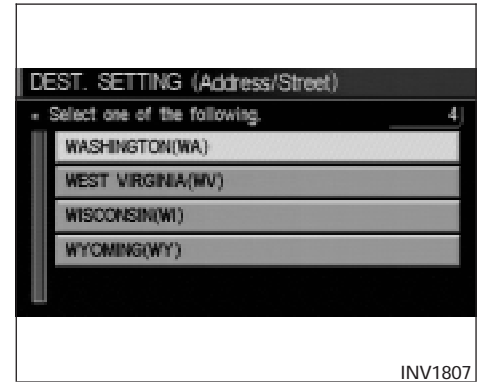 DEST. SETTING (Address/Street)
Select one of the following. 4
WASHINGTON(WA)
WEST VIRGINIA(WV)
WISCONSIN(WI)
WYOMING(WY)
INV1807